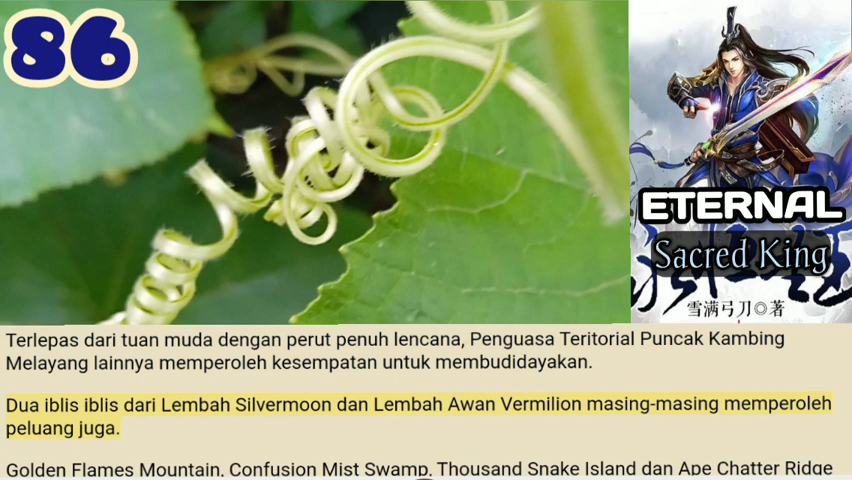 86
ETERNAL
Sacred King
雪满弓刀◎著
Terlepas dari tuan muda dengan perut penuh lencana, Penguasa Teritorial Puncak Kambing
Melayang lainnya memperoleh kesempatan untuk membudidayakan.
Dua iblis iblis dari Lembah Silvermoon dan Lembah Awan Vermilion masing-masing memperoleh
peluang juga.
Golden Flames Mountain, Confusion Mist Swamp, Thousand Snake Island dan Ape Chatter Ridge